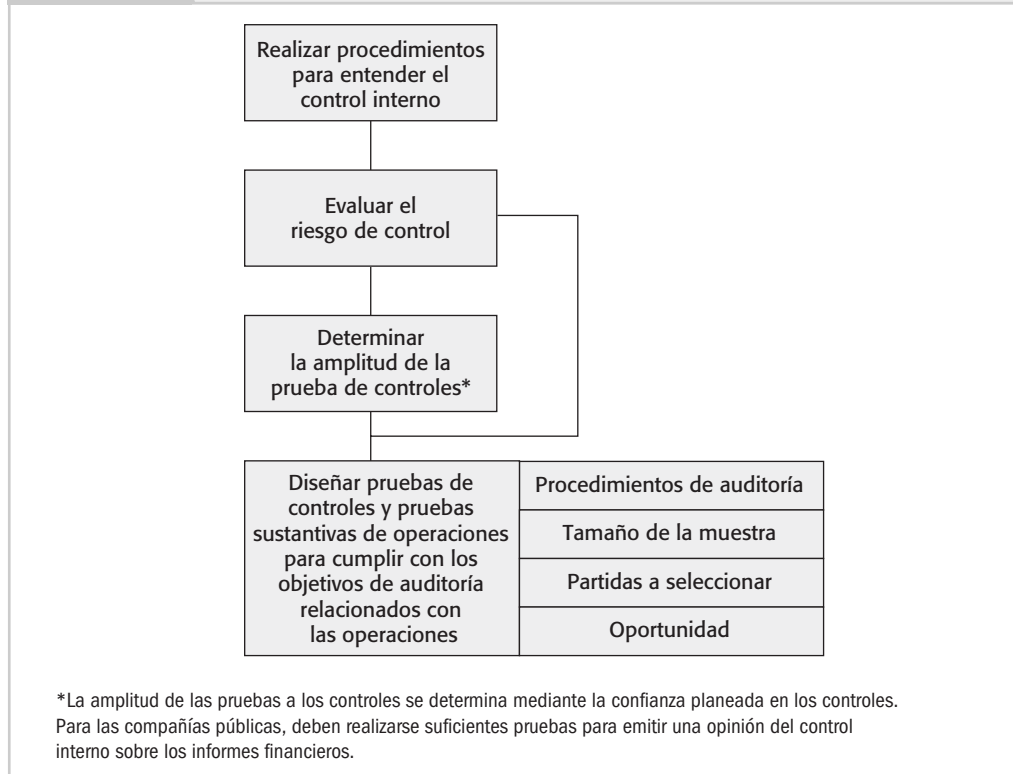 Realizar procedimientos
para entender el
control interno
Evaluar el
riesgo de control
Determinar
la amplitud de la
prueba de controles*
Diseñar pruebas de
controles y pruebas
sustantivas de operaciones
para cumplir con los
objetivos de auditoría
relacionados con
las operaciones
Procedimientos de auditoría
Tamaño de la muestra
Partidas a seleccionar
Oportunidad
*La amplitud de las pruebas a los controles se determina mediante la confianza planeada en los controles.
Para las compañías públicas, deben realizarse suficientes pruebas para emitir una opinión del control
interno sobre los informes financieros.